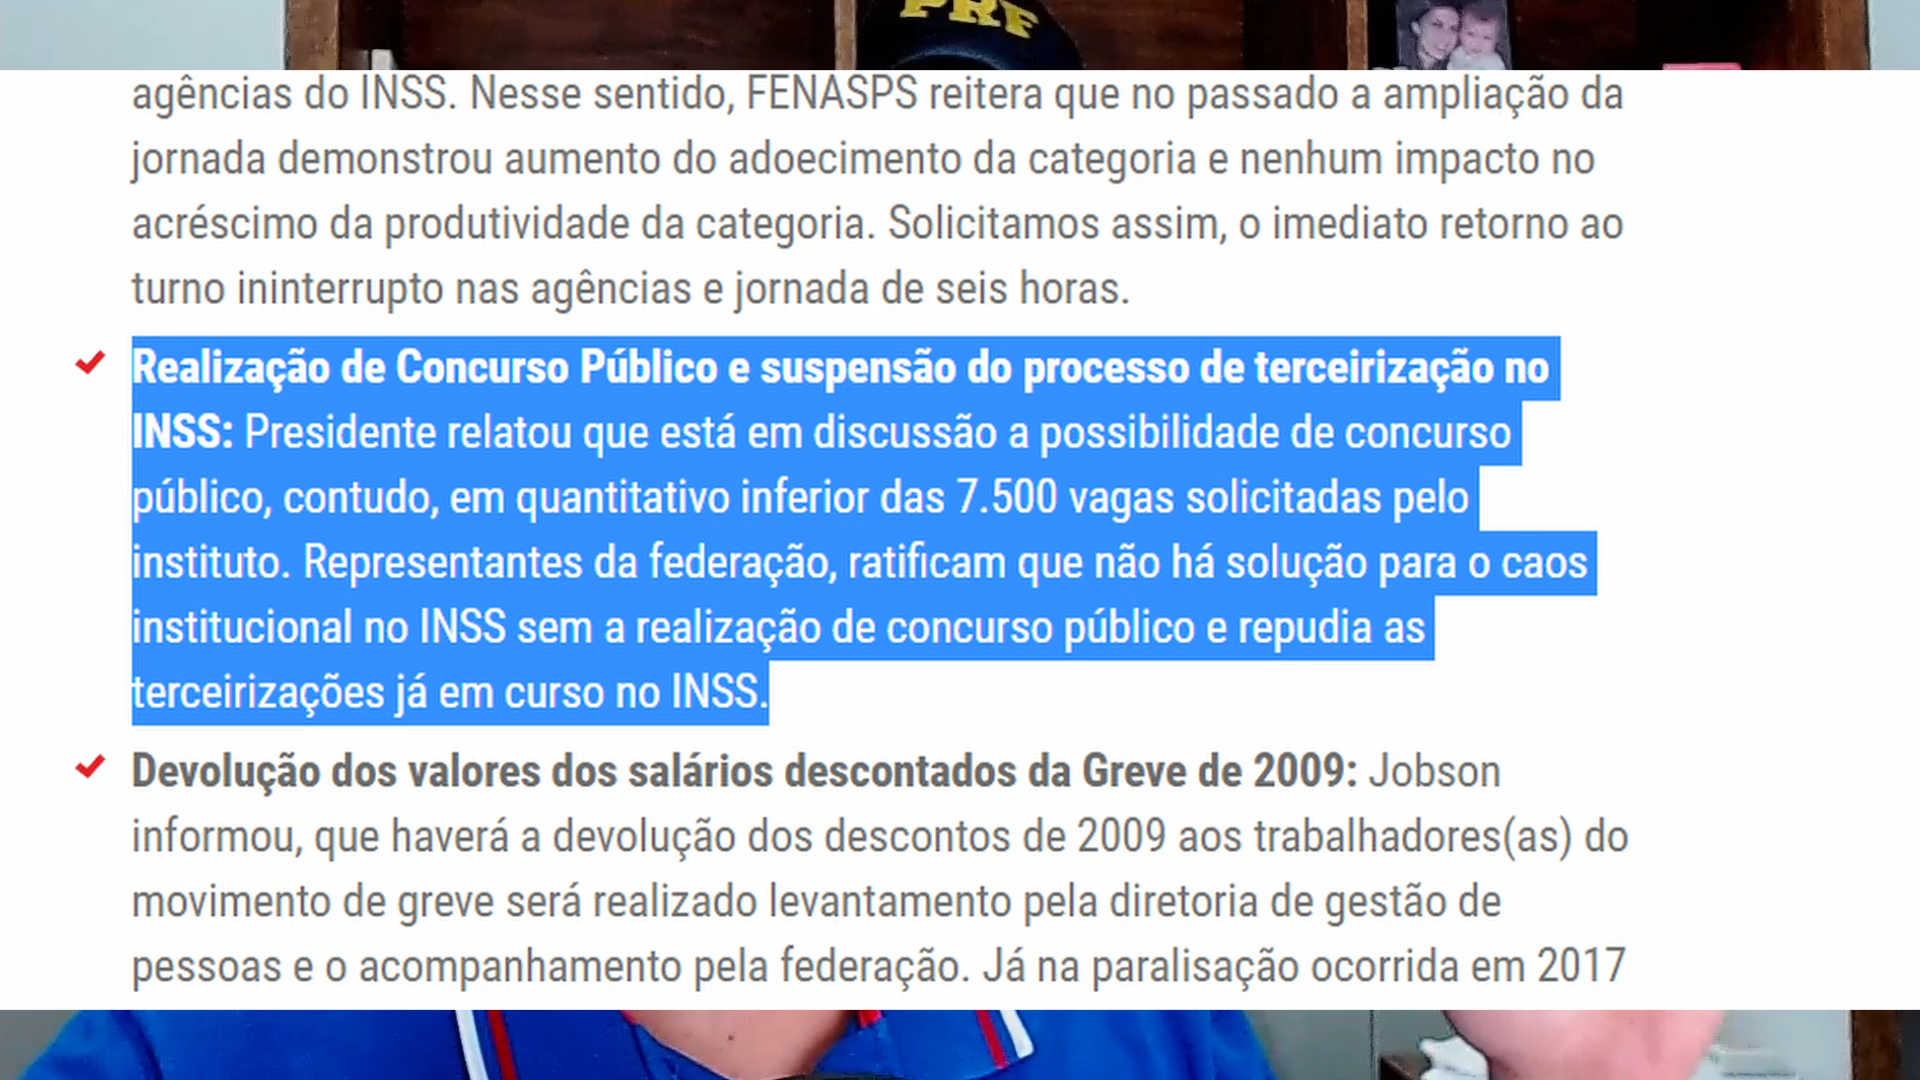 PRF
agências do INSS. Nesse sentido, FENASPS reitera que no passado a ampliação da
jornada demonstrou aumento do adoecimento da categoria e nenhum impacto no
acréscimo da produtividade da categoria. Solicitamos assim, o imediato retorno ao
turno ininterrupto nas agências e jornada de seis horas.
Realização de Concurso Público e suspensão do processo de terceirização no
INSS: Presidente relatou que está em discussão a possibilidade de concurso
público, contudo, em quantitativo inferior das 7.500 vagas solicitadas pelo
instituto. Representantes da federação, ratificam que não há solução para o caos
institucional no INSS sem a realização de concurso público e repudia as
terceirizações já em curso no INSS.
Devolução dos valores dos salários descontados da Greve de 2009: Jobson
informou, que haverá a devolução dos descontos de 2009 aos trabalhadores(as) do
movimento de greve será realizado levantamento pela diretoria de gestão de
pessoas e o acompanhamento pela federação. Já na paralisação ocorrida em 2017